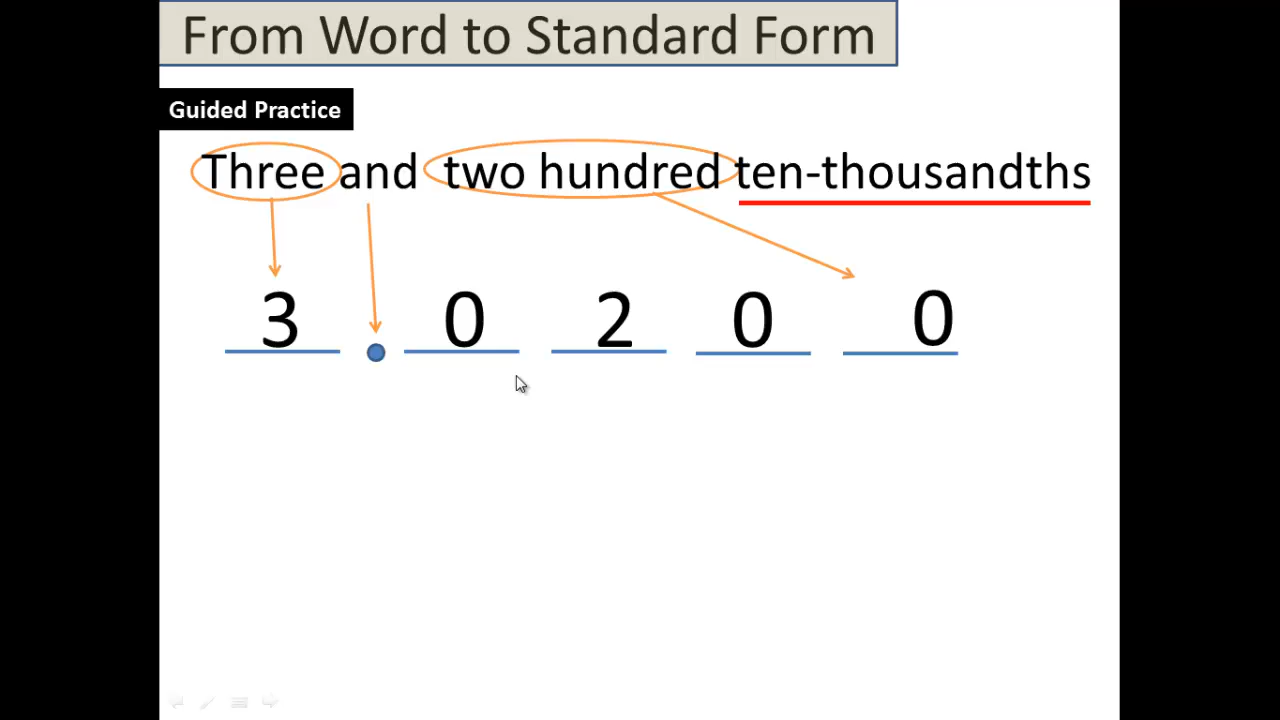 From Word to Standard Form
Guided Practice
Three and two hundred ten-thousandths
3 . 0 2 0 0